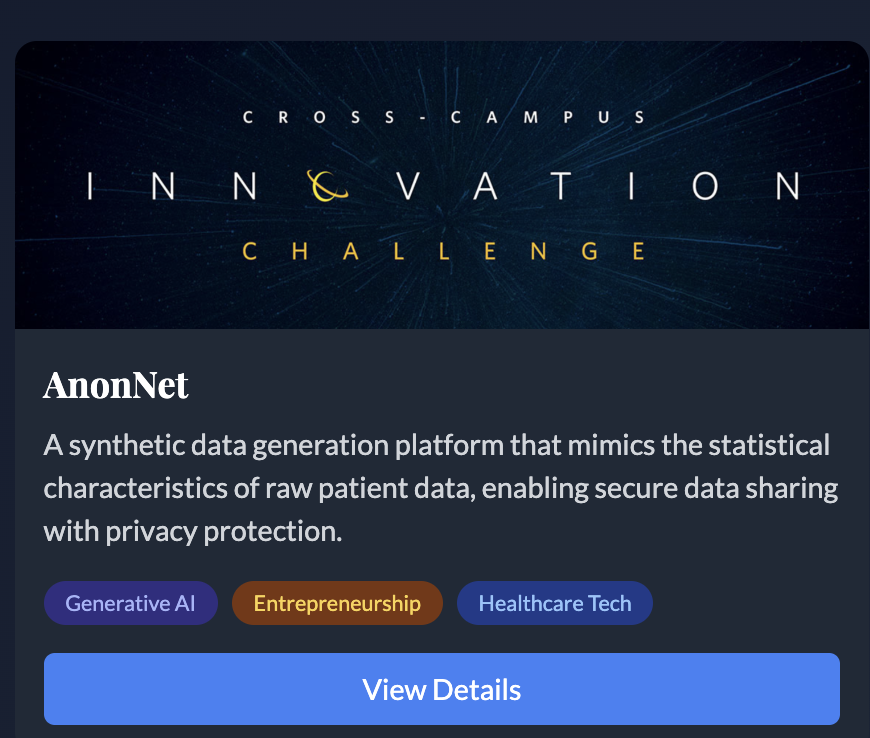 CROSS-CAMPUS
INNOVATION
CHALLENGE
AnonNet
A synthetic data generation platform that mimics the statistical
characteristics of raw patient data, enabling secure data sharing
with privacy protection.
Generative AI Entrepreneurship Healthcare Tech
View Details